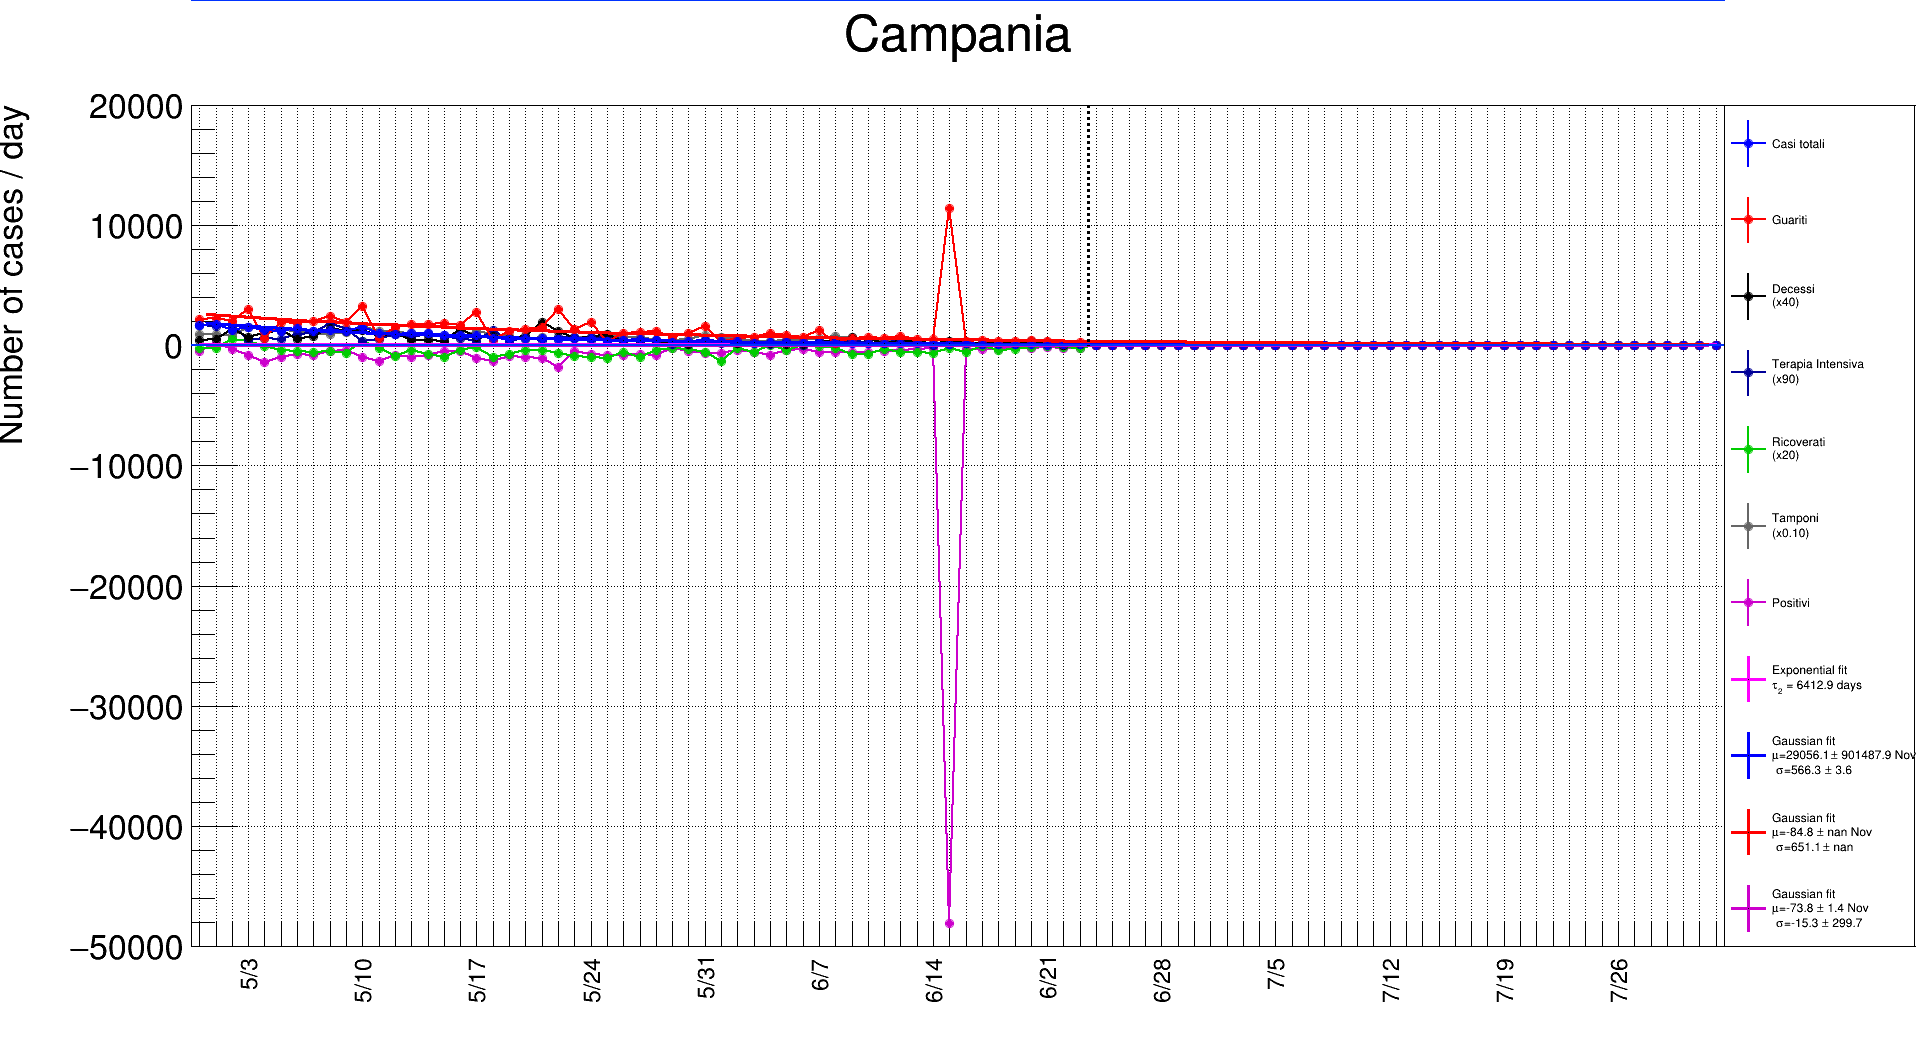 Campania
Number of cases / day
20000
10000
0
−10000
−20000
−30000
−40000
−50000
5/3
5/10
5/17
5/24
5/31
6/7
6/14
6/21
6/28
7/5
7/12
7/19
7/26
Casi totali
Guariti
Decessi
(x40)
Terapia Intensiva
(x90)
Ricoverati
(x20)
Tamponi
(x0.10)
Positivi
Exponential fit
τ2 = 6412.9 days
Gaussian fit
μ=29056.1± 901487.9 Nov
σ=566.3 ± 3.6
Gaussian fit
μ=-84.8 ± nan Nov
σ=651.1± nan
Gaussian fit
μ=-73.8 ± 1.4 Nov
σ=-15.3 ± 299.7